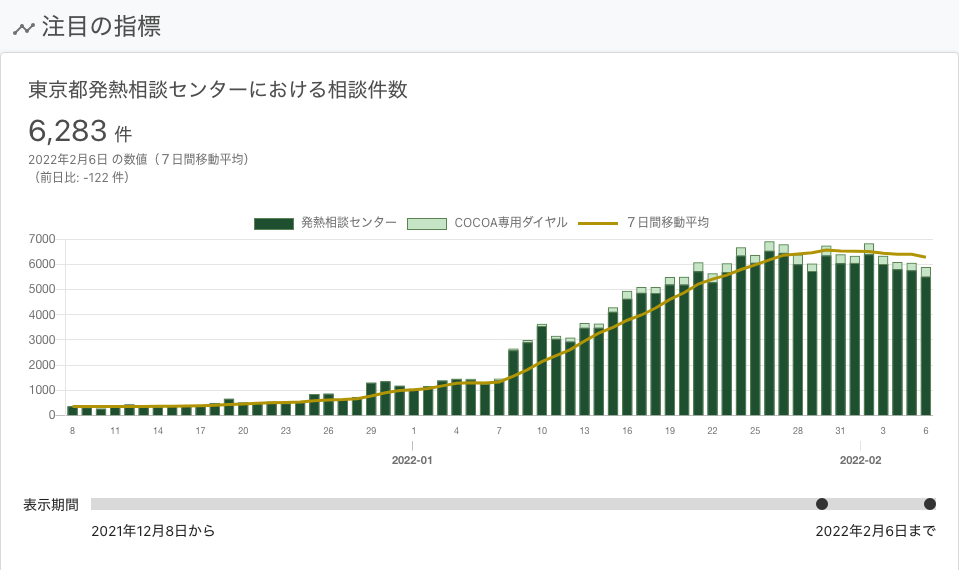 注目の指標
東京都発熱相談センターにおける相談件数
6,283 件
2022年2月6日 の数値（７日間移動平均）
（前日比: -122 件）
発熱相談センター COCOA専用ダイヤル ７日間移動平均
7000
6000
5000
4000
3000
2000
1000
0
8 11 14 17 20 23 26 29 1 4 7 10 13 16 19 22 25 28 31 3 6
2022-01 2022-02
表示期間
2021年12月8日から 2022年2月6日まで